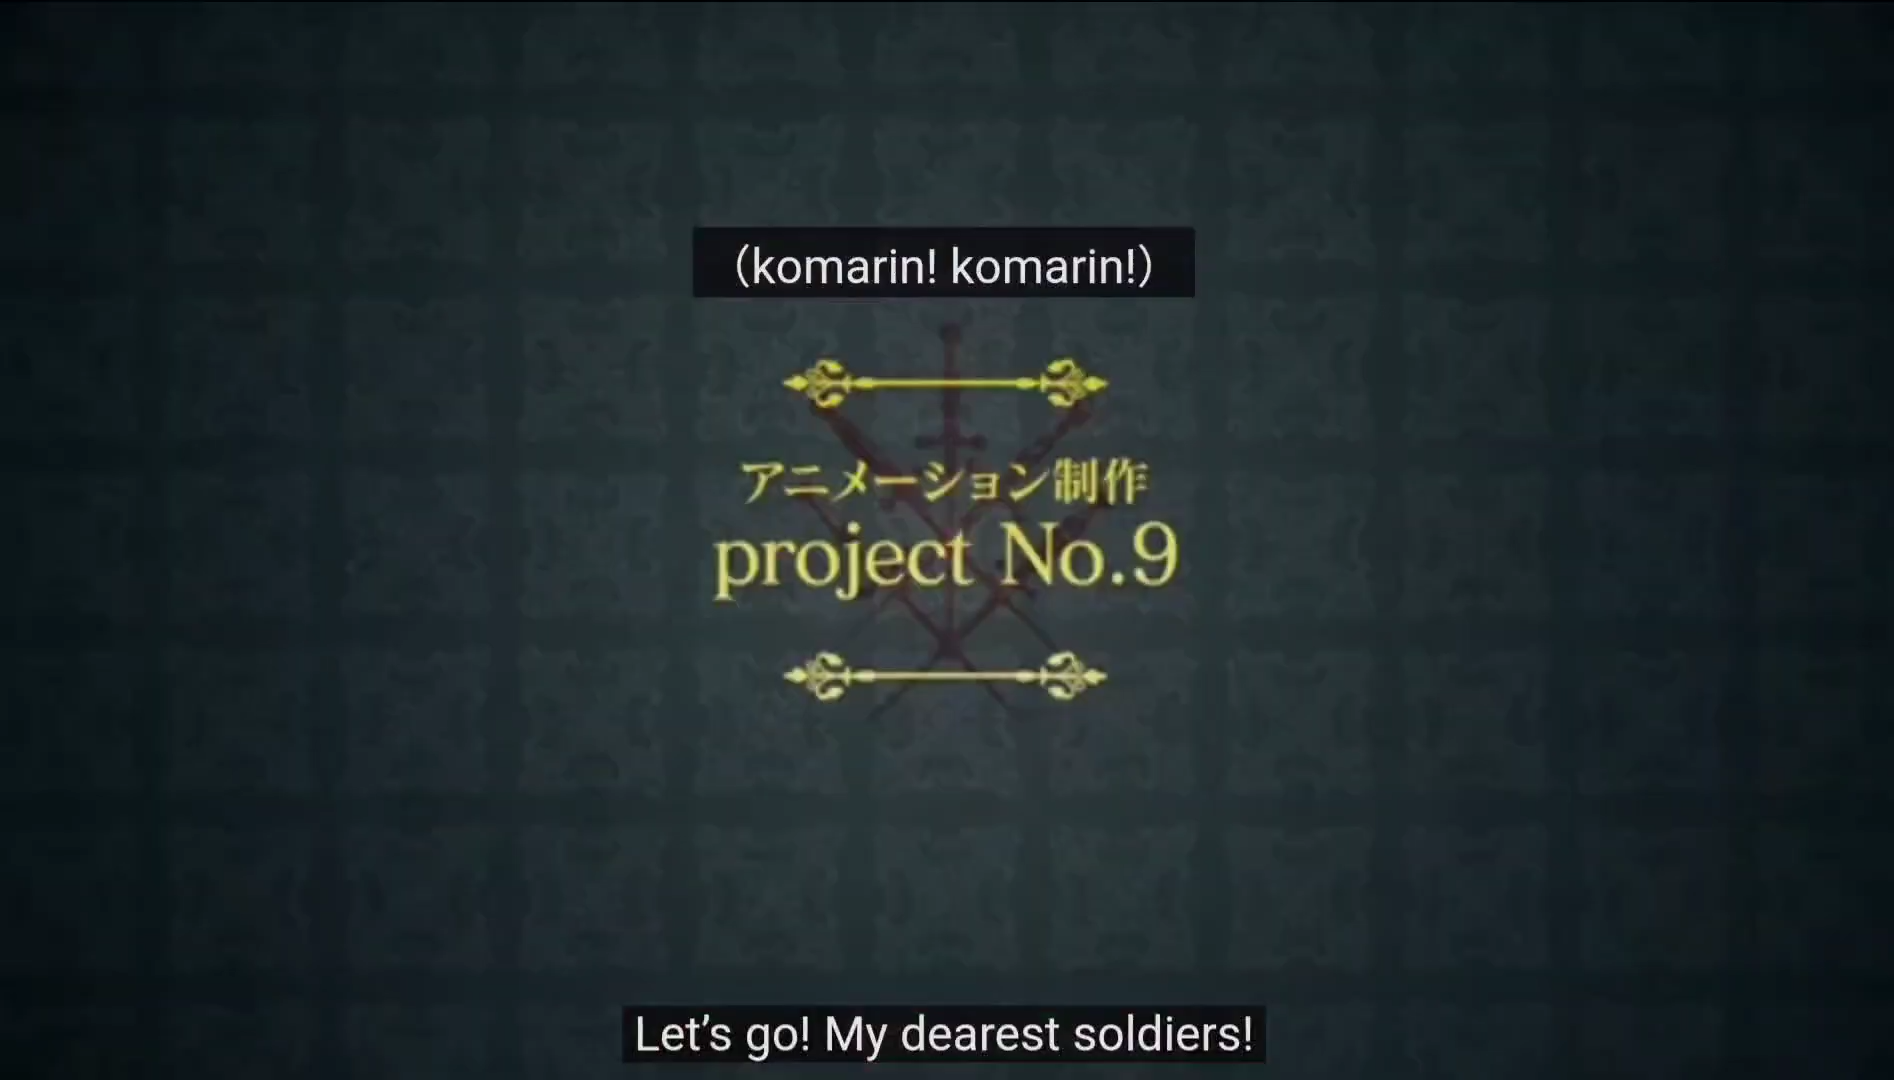 （komarin! komarin!）
アニメーション制作
project No.9
Let’s go! My dearest soldiers!